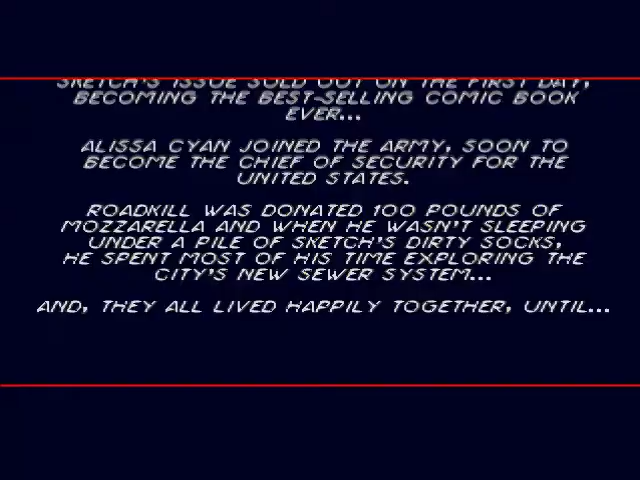 SKETCH'S ISSUE SOLD OUT ON THE FIRST DAY,
BECOMING THE BEST-SELLING COMIC BOOK
EVER...
ALISSA CYAN JOINED THE ARMY, SOON TO
BECOME THE CHIEF OF SECURITY FOR THE
UNITED STATES.
ROADKILL WAS DONATED 100 POUNDS OF
MOZZARELLA AND WHEN HE WASN'T SLEEPING
UNDER A PILE OF SKETCH'S DIRTY SOCKS,
HE SPENT MOST OF HIS TIME EXPLORING THE
CITY'S NEW SEWER SYSTEM...
AND, THEY ALL LIVED HAPPILY TOGETHER, UNTIL...